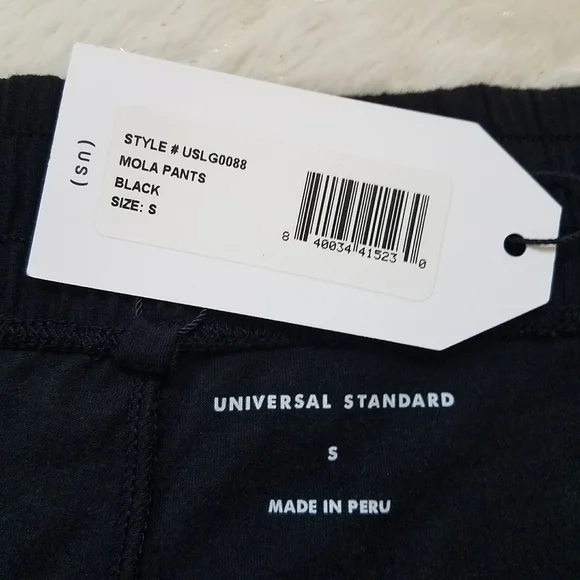 (US)
STYLE # USLG0088
MOLA PANTS
BLACK
SIZE: S
8 40034 41523 0
UNIVERSAL STANDARD
S
MADE IN PERU